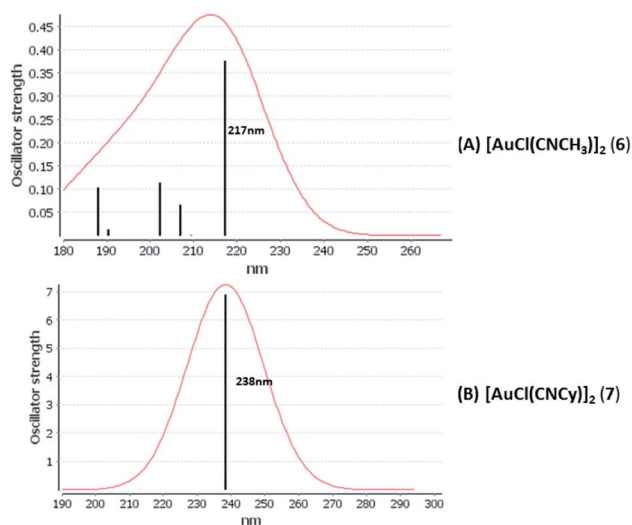 0.45
0.40
0.35
0.30
0.25
0.20
0.15
0.10
0.05
Oscillator strength
217nm
180 190 200 210 220 230 240 250 260
nm
(A) [AuCl(CNCH₃)]₂ (6)
7
6
5
4
3
2
1
Oscillator strength
238nm
190 200 210 220 230 240 250 260 270 280 290 300
nm
(B) [AuCl(CNCy)]₂ (7)